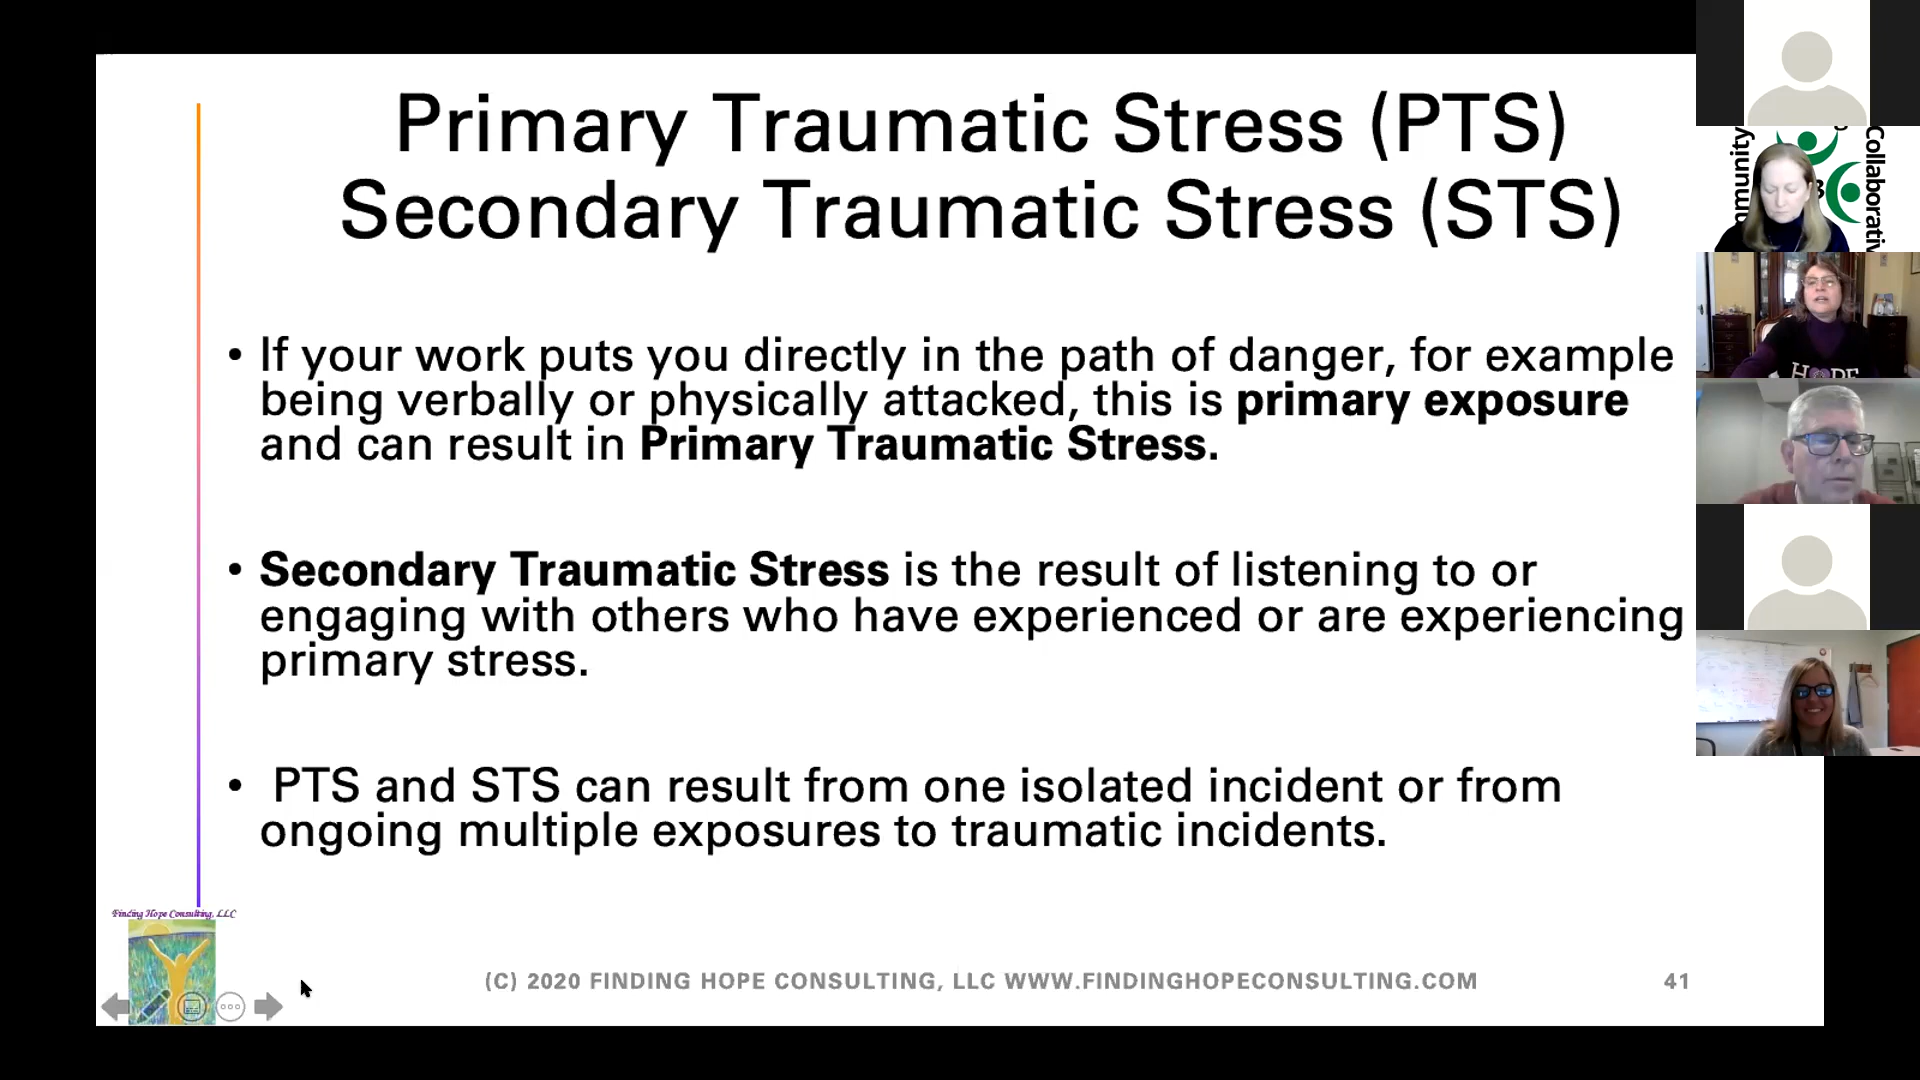 Primary Traumatic Stress (PTS)
Secondary Traumatic Stress (STS)
• If your work puts you directly in the path of danger, for example
being verbally or physically attacked, this is primary exposure
and can result in Primary Traumatic Stress.
• Secondary Traumatic Stress is the result of listening to or
engaging with others who have experienced or are experiencing
primary stress.
• PTS and STS can result from one isolated incident or from
ongoing multiple exposures to traumatic incidents.
Finding Hope Consulting, LLC
(C) 2020 FINDING HOPE CONSULTING, LLC WWW.FINDINGHOPECONSULTING.COM
41
HOPE